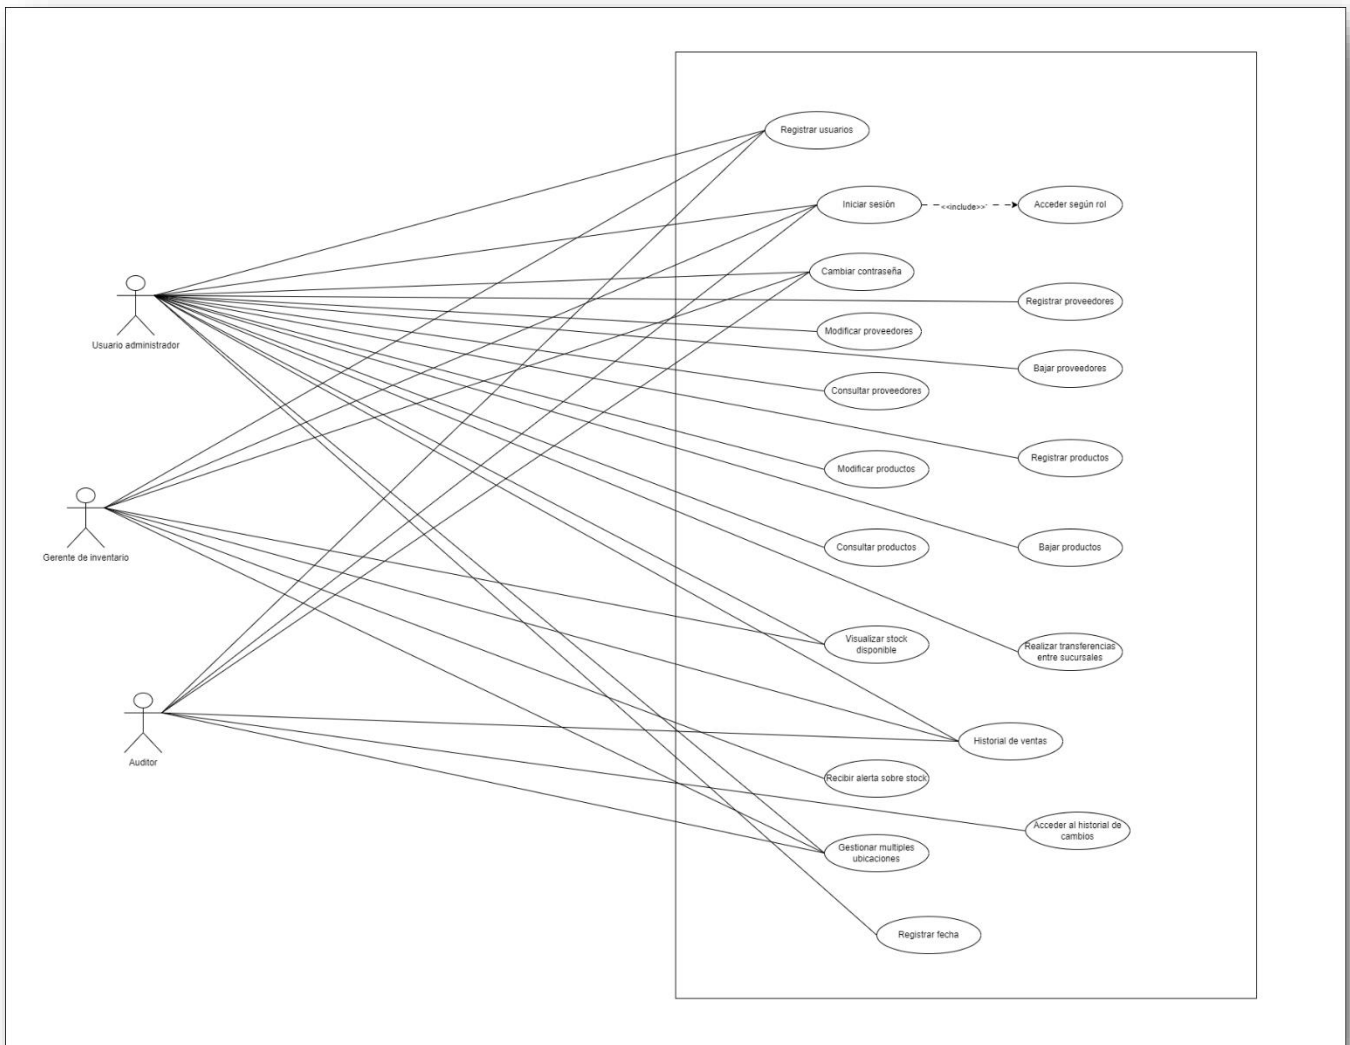 Registrar usuarios
Iniciar sesión
<<include>>
Acceder según rol
Cambiar contraseña
Registrar proveedores
Modificar proveedores
Usuario administrador
Bajar proveedores
Consultar proveedores
Registrar productos
Modificar productos
Gerente de inventario
Consultar productos
Bajar productos
Visualizar stock
disponible
Realizar transferencias
entre sucursales
Historial de ventas
Auditor
Recibir alerta sobre stock
Acceder al historial de
cambios
Gestionar multiples
ubicaciones
Registrar fecha